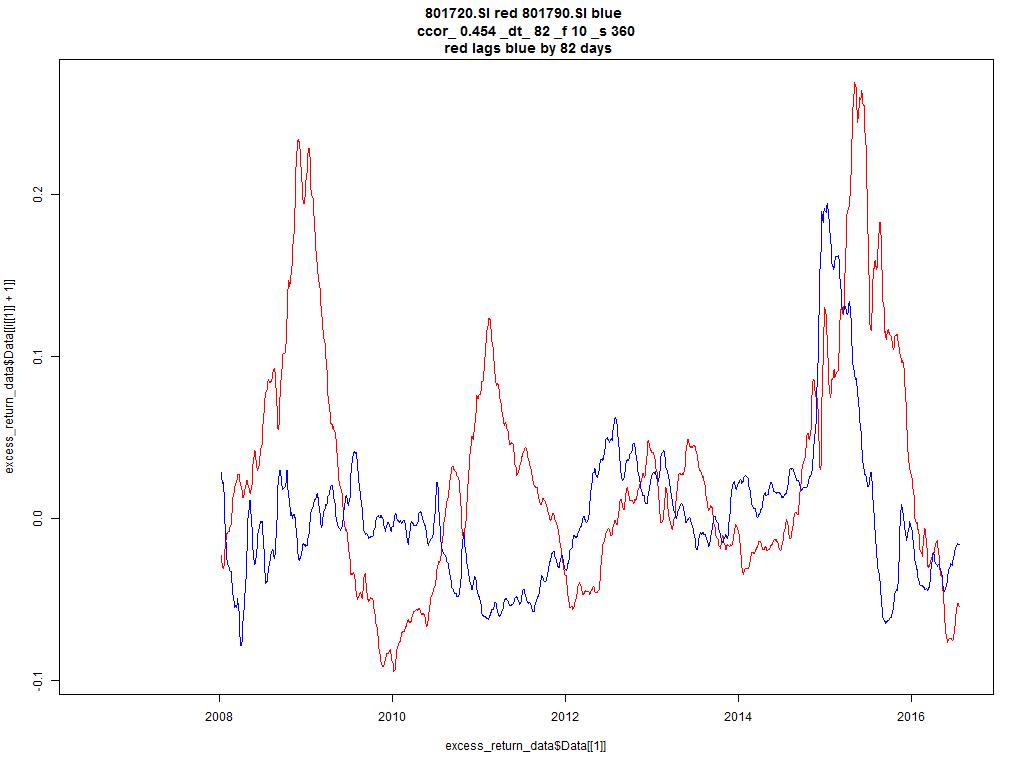 801720.SI red 801790.SI blue
ccor_ 0.454 _dt_ 82 _f 10 _s 360
red lags blue by 82 days
excess_return_data$Data[[i[[1]] + 1]]
0.2
0.1
0.0
-0.1
2008
2010
2012
2014
2016
excess_return_data$Data[[1]]